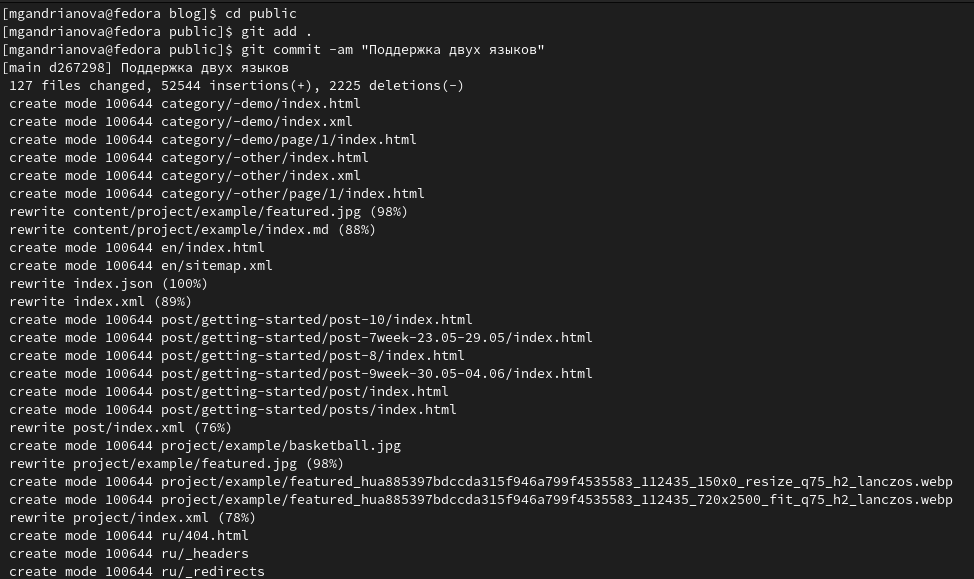 [mgandrianova@fedora blog]$ cd public
[mgandrianova@fedora public]$ git add .
[mgandrianova@fedora public]$ git commit -am "Поддержка двух языков"
[main d267298] Поддержка двух языков
127 files changed, 52544 insertions(+), 2225 deletions(-)
create mode 100644 category/-demo/index.html
create mode 100644 category/-demo/index.xml
create mode 100644 category/-demo/page/1/index.html
create mode 100644 category/-other/index.html
create mode 100644 category/-other/index.xml
create mode 100644 category/-other/page/1/index.html
rewrite content/project/example/featured.jpg (98%)
rewrite content/project/example/index.md (88%)
create mode 100644 en/index.html
create mode 100644 en/sitemap.xml
rewrite index.json (100%)
rewrite index.xml (89%)
create mode 100644 post/getting-started/post-10/index.html
create mode 100644 post/getting-started/post-7week-23.05-29.05/index.html
create mode 100644 post/getting-started/post-8/index.html
create mode 100644 post/getting-started/post-9week-30.05-04.06/index.html
create mode 100644 post/getting-started/post/index.html
create mode 100644 post/getting-started/posts/index.html
rewrite post/index.xml (76%)
create mode 100644 project/example/basketball.jpg
rewrite project/example/featured.jpg (98%)
create mode 100644 project/example/featured_hua885397bdccda315f946a799f4535583_112435_150x0_resize_q75_h2_lanczos.webp
create mode 100644 project/example/featured_hua885397bdccda315f946a799f4535583_112435_720x2500_fit_q75_h2_lanczos.webp
rewrite project/index.xml (78%)
create mode 100644 ru/404.html
create mode 100644 ru/_headers
create mode 100644 ru/_redirects